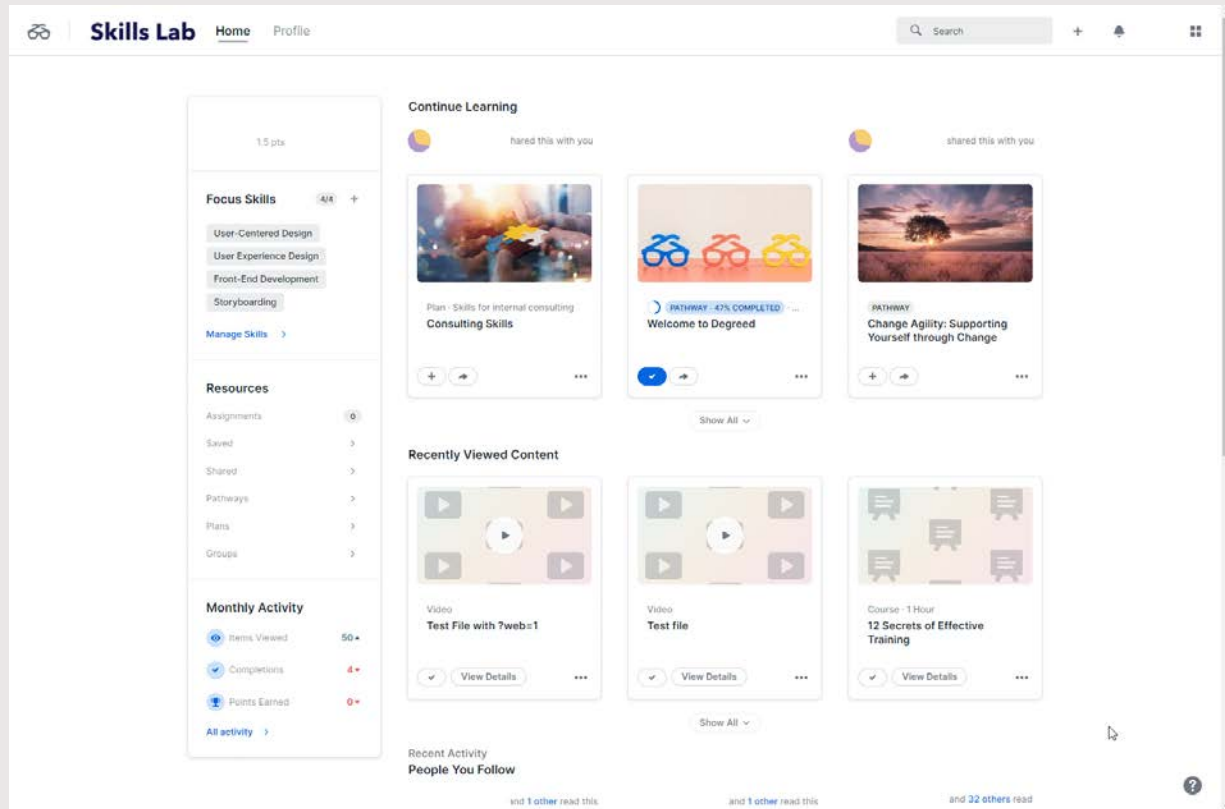 Skills Lab
Home
Profile
Search
1.5 pts
Focus Skills
4/4
+
User-Centered Design
User Experience Design
Front-End Development
Storyboarding
Manage Skills >
Resources
Assignments
0
Saved >
Shared >
Pathways >
Plans >
Groups >
Monthly Activity
Items Viewed
50
Completions
4
Points Earned
0
All activity >
Continue Learning
hared this with you
shared this with you
Plan · Skills for internal consulting
Consulting Skills
PATHWAY · 47% COMPLETED · ...
Welcome to Degreed
PATHWAY
Change Agility: Supporting
Yourself through Change
Show All
Recently Viewed Content
Video
Test File with ?web=1
View Details
Video
Test file
View Details
Course · 1 Hour
12 Secrets of Effective
Training
View Details
Show All
Recent Activity
People You Follow
and 1 other read this
and 1 other read this
and 32 others read
?